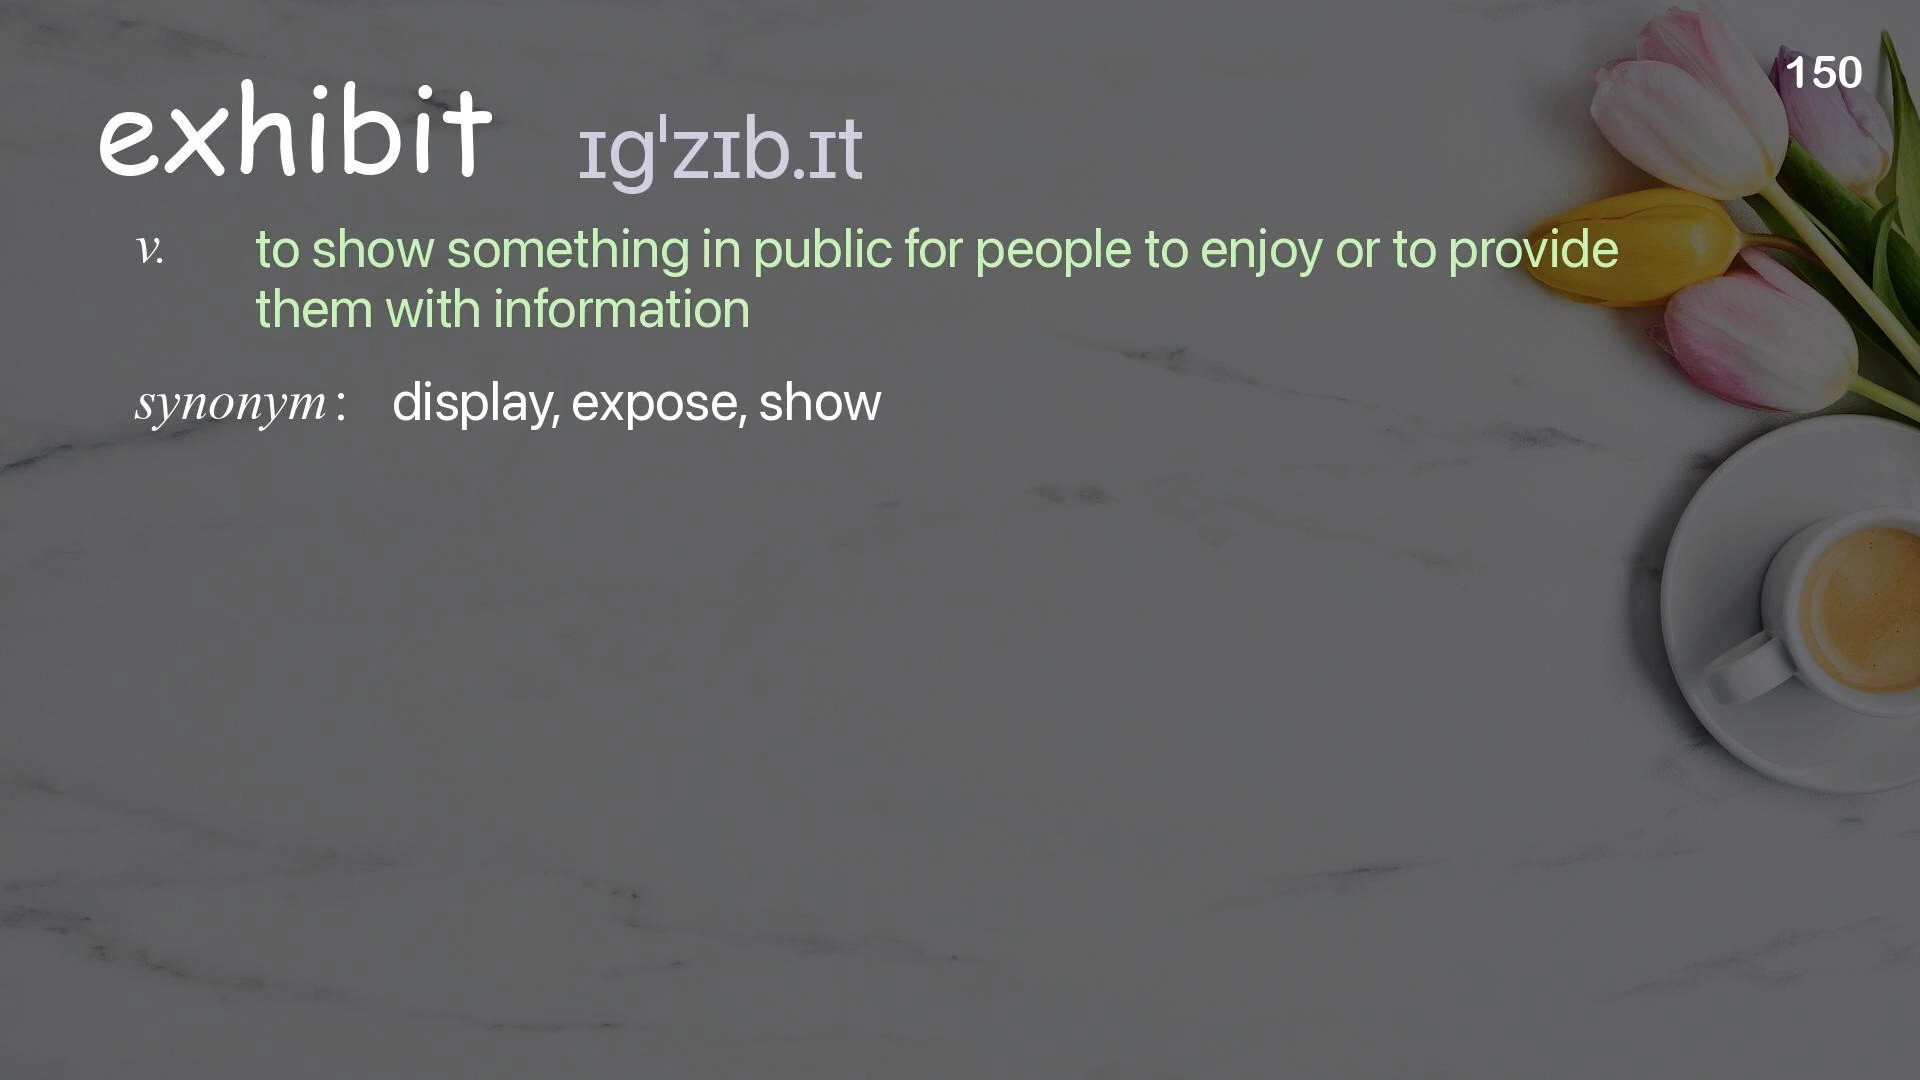 150
exhibit ɪɡˈzɪb.ɪt
v. to show something in public for people to enjoy or to provide
them with information
synonym : display, expose, show